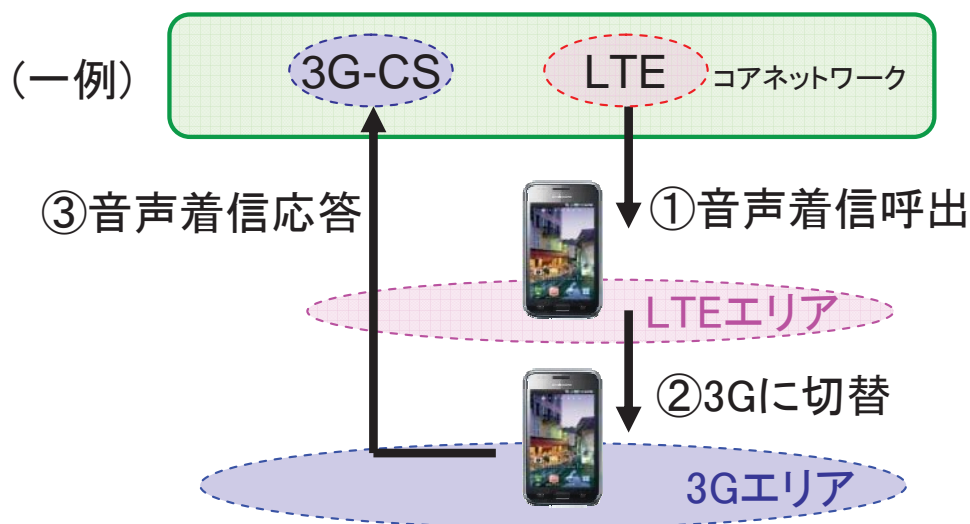 (一例)
3G-CS
LTE
コアネットワーク
③音声着信応答
①音声着信呼出
LTEエリア
②3Gに切替
3Gエリア